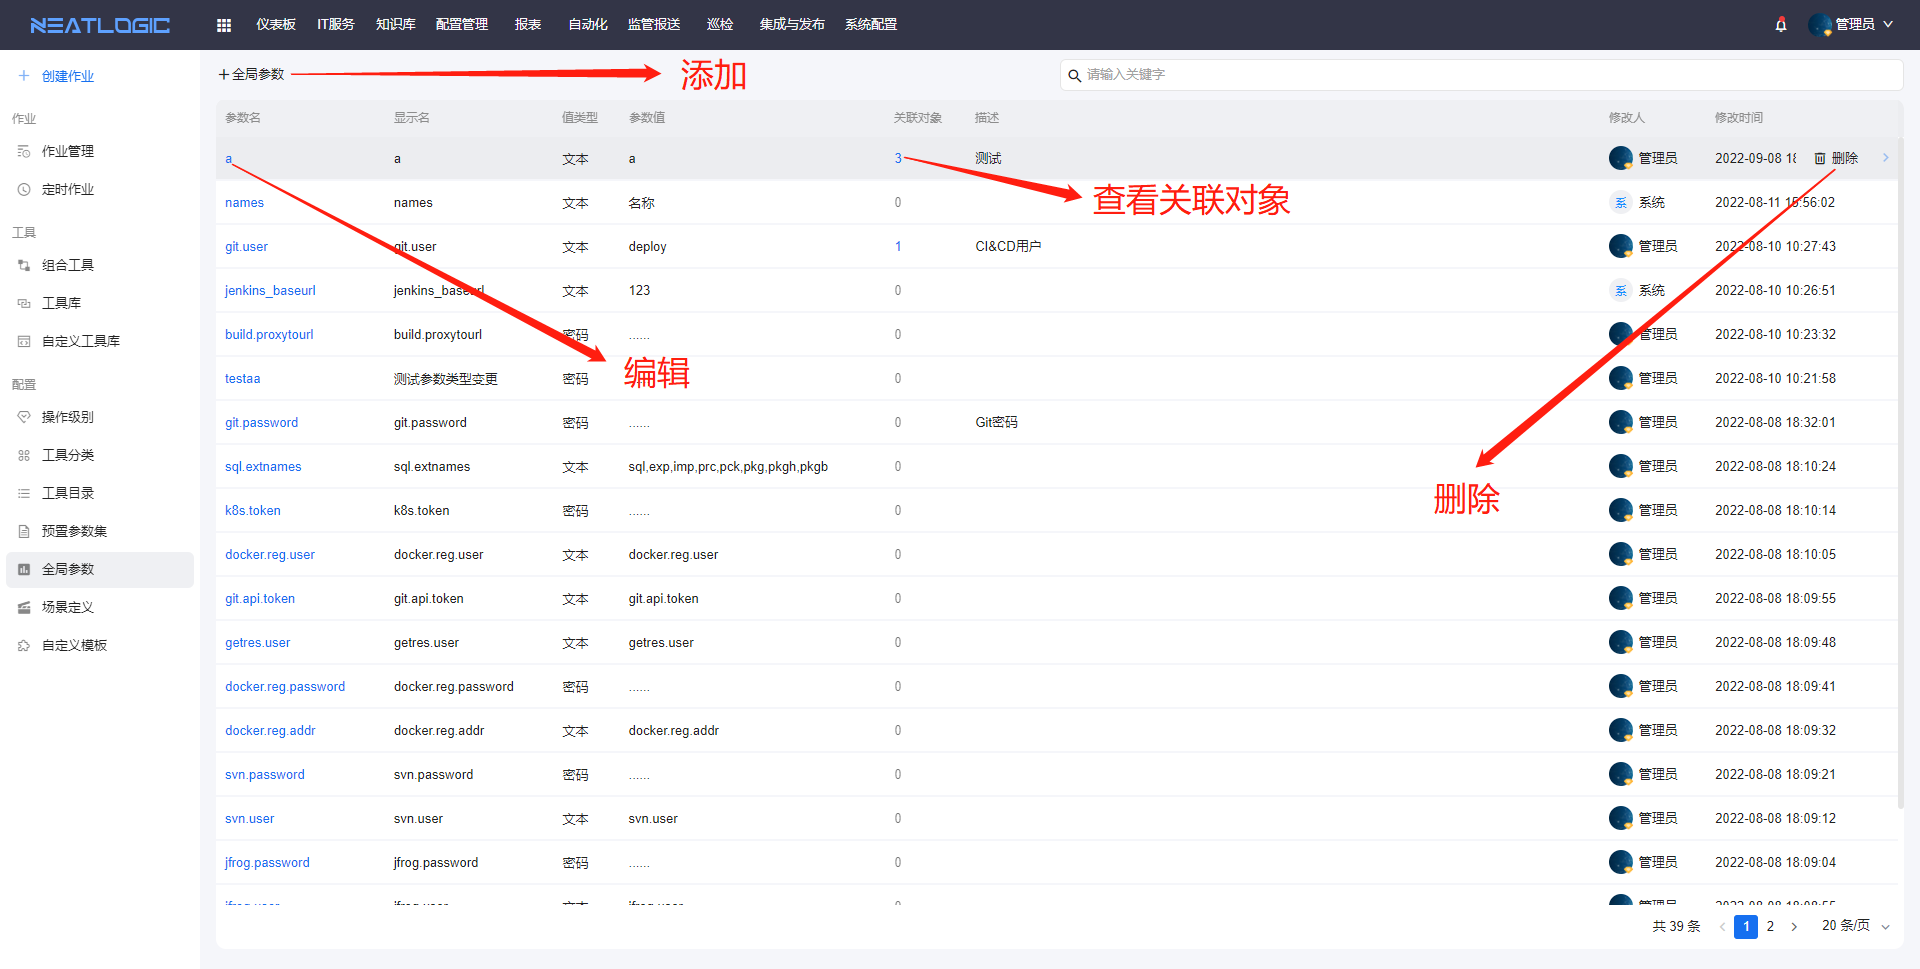 NEATLOGIC 仪表板 IT服务 知识库 配置管理 报表 自动化 监管报送 巡检 集成与发布 系统配置 管理员
创建作业
作业
作业管理
定时作业
工具
组合工具
工具库
自定义工具库
配置
操作级别
工具分类
工具目录
预置参数集
全局参数
场景定义
自定义模板
+全局参数 添加 请输入关键字
参数名 显示名 值类型 参数值 关联对象 描述 修改人 修改时间
a a 文本 a 3 测试 管理员 2022-09-08 18 删除
查看关联对象
names names 文本 名称 0 系 系统 2022-08-11 15:56:02
git.user git.user 文本 deploy 1 CI&CD用户 管理员 2022-08-10 10:27:43
jenkins_baseurl jenkins_baseurl 文本 123 0 系 系统 2022-08-10 10:26:51
build.proxytourl build.proxytourl 密码 ...... 0 管理员 2022-08-10 10:23:32
编辑
testaa 测试参数类型变更 密码 0 管理员 2022-08-10 10:21:58
git.password git.password 密码 ...... 0 Git密码 管理员 2022-08-08 18:32:01
sql.extnames sql.extnames 文本 sql,exp,imp,prc,pck,pkg,pkgh,pkgb 0 管理员 2022-08-08 18:10:24
删除
k8s.token k8s.token 密码 ...... 0 管理员 2022-08-08 18:10:14
docker.reg.user docker.reg.user 文本 docker.reg.user 0 管理员 2022-08-08 18:10:05
git.api.token git.api.token 文本 git.api.token 0 管理员 2022-08-08 18:09:55
getres.user getres.user 文本 getres.user 0 管理员 2022-08-08 18:09:48
docker.reg.password docker.reg.password 密码 ...... 0 管理员 2022-08-08 18:09:41
docker.reg.addr docker.reg.addr 文本 docker.reg.addr 0 管理员 2022-08-08 18:09:32
svn.password svn.password 密码 ...... 0 管理员 2022-08-08 18:09:21
svn.user svn.user 文本 svn.user 0 管理员 2022-08-08 18:09:12
jfrog.password jfrog.password 密码 ...... 0 管理员 2022-08-08 18:09:04
共 39 条 1 2 20 条/页